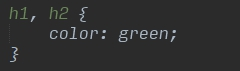 h1, h2 {
    color: green;
}